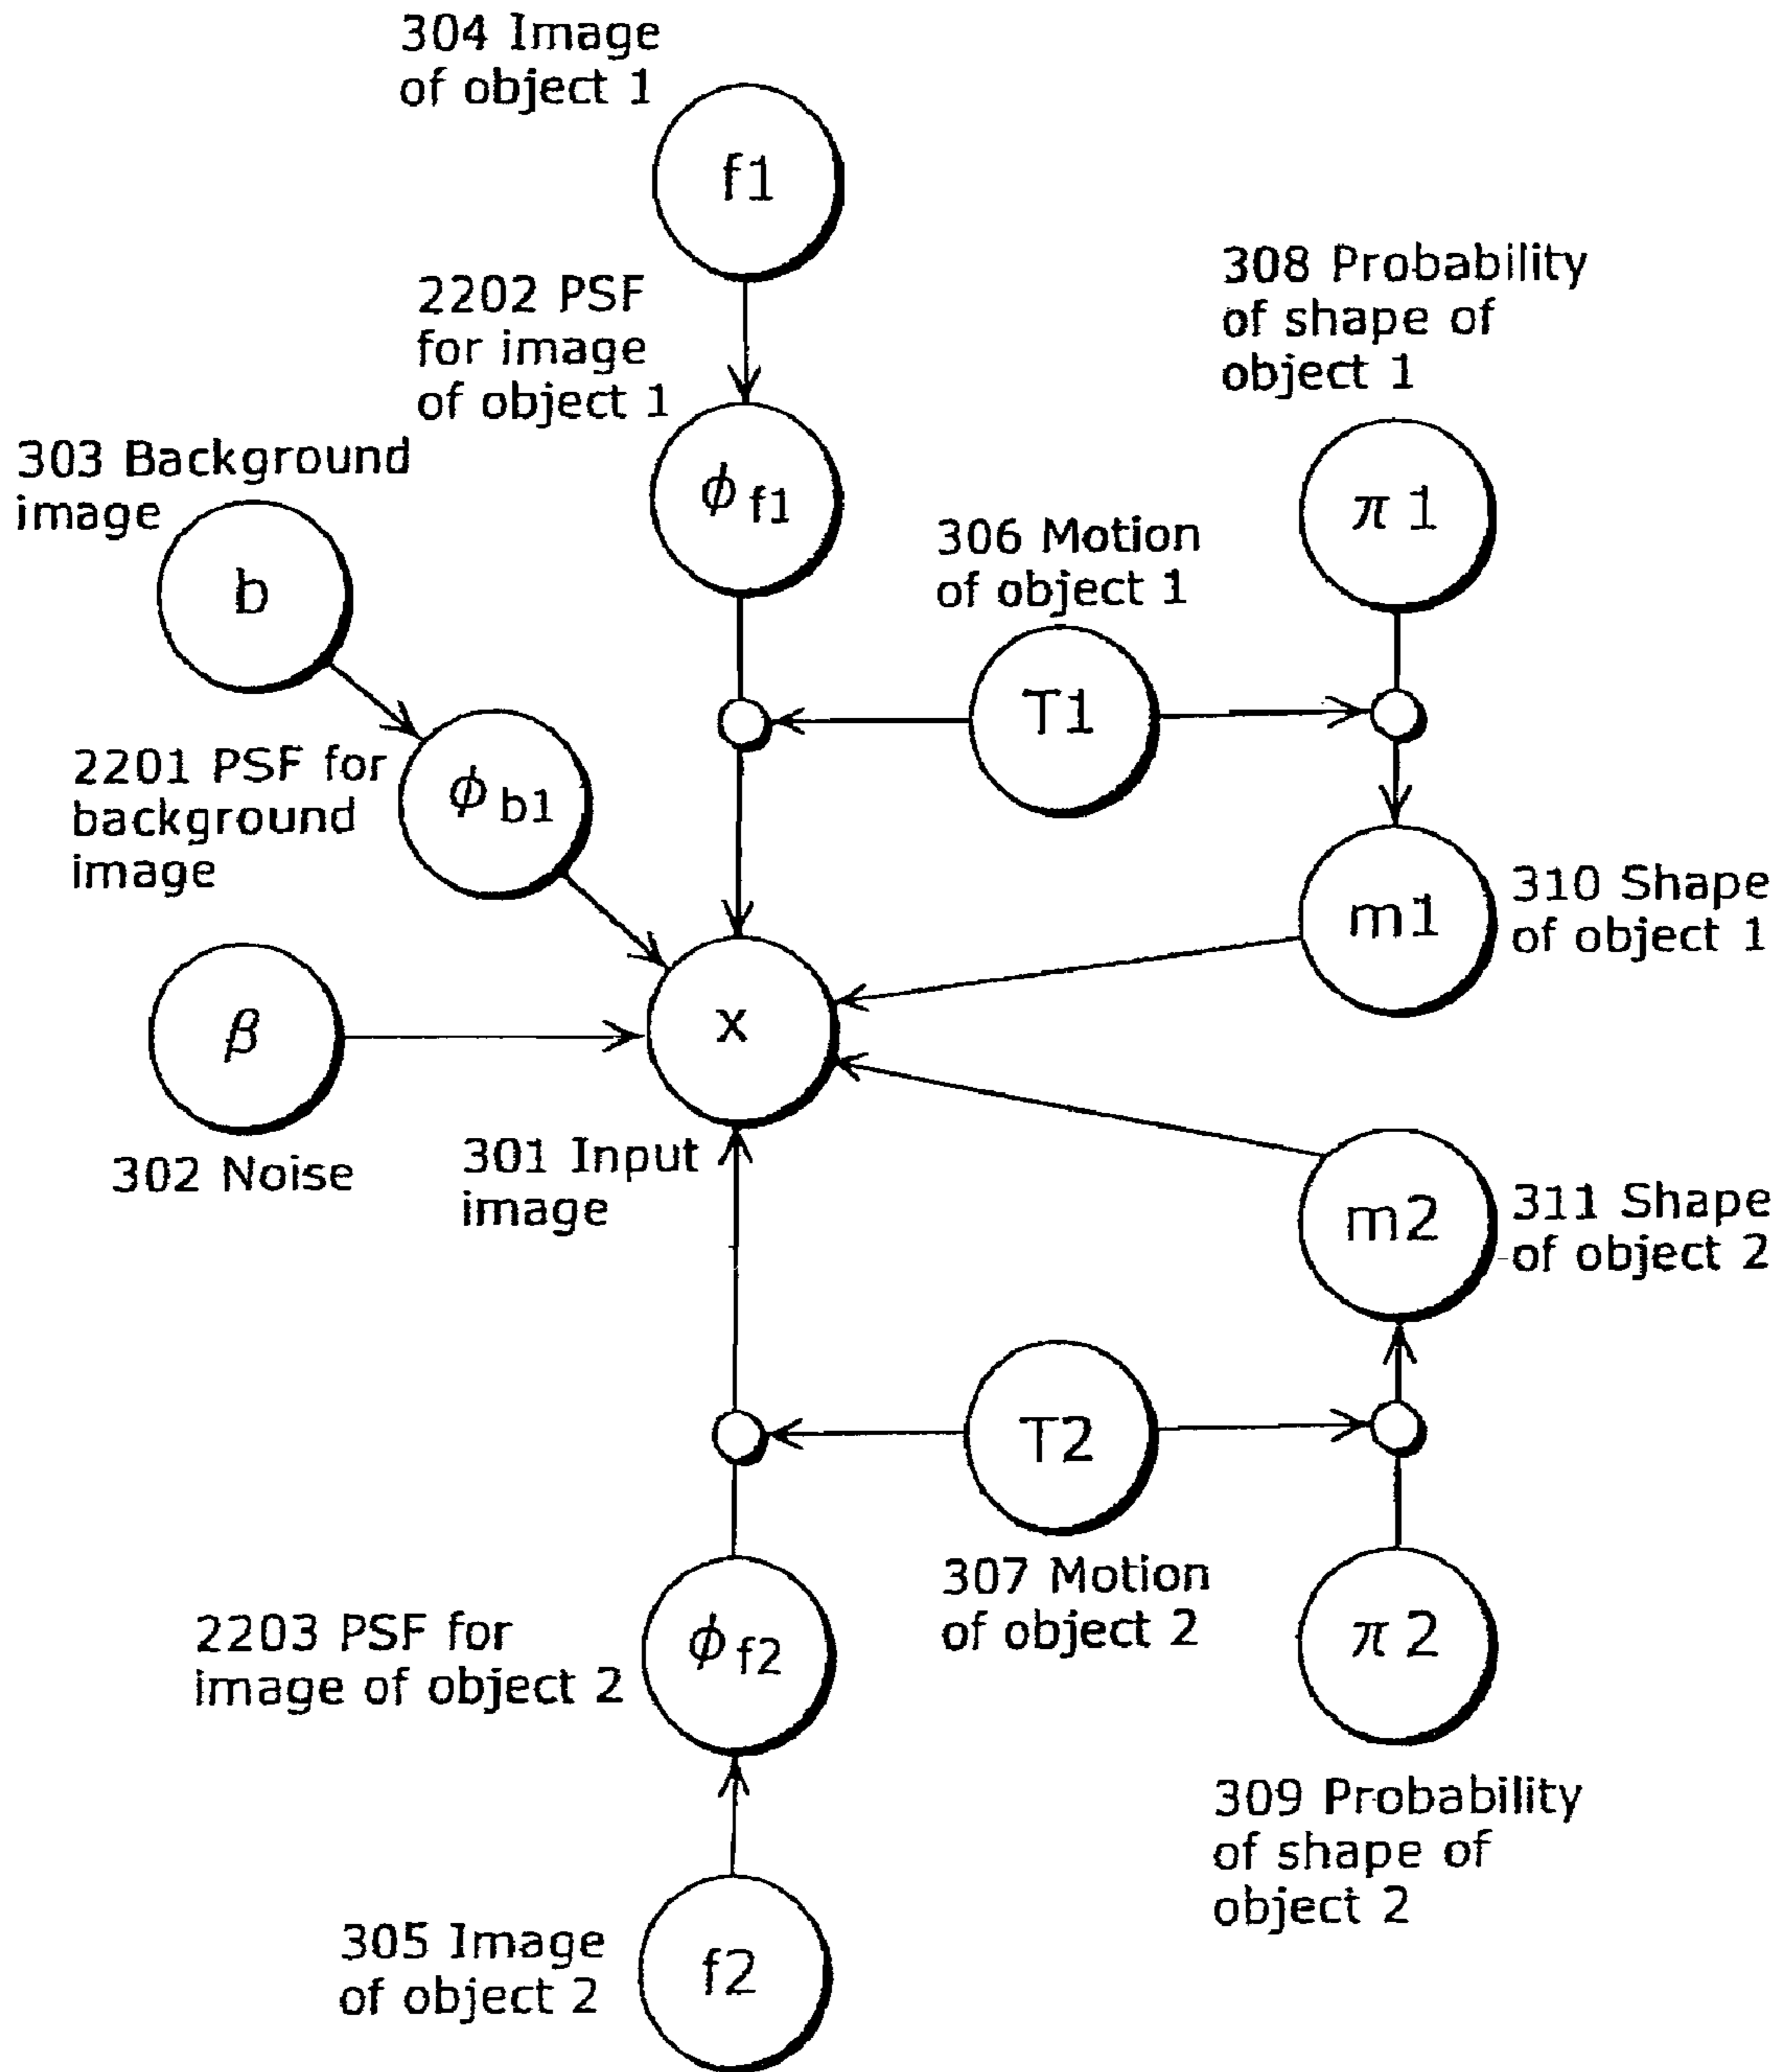 304 Image
of object 1
f1
2202 PSF
for image
of object 1
308 Probability
of shape of
object 1
303 Background
image
ϕf1
π1
306 Motion
of object 1
b
T1
2201 PSF for
background
image
ϕb1
m1
310 Shape
of object 1
β
x
302 Noise
301 Input
image
m2
311 Shape
of object 2
T2
307 Motion
of object 2
2203 PSF for
image of object 2
ϕf2
π2
309 Probability
of shape of
object 2
305 Image
of object 2
f2